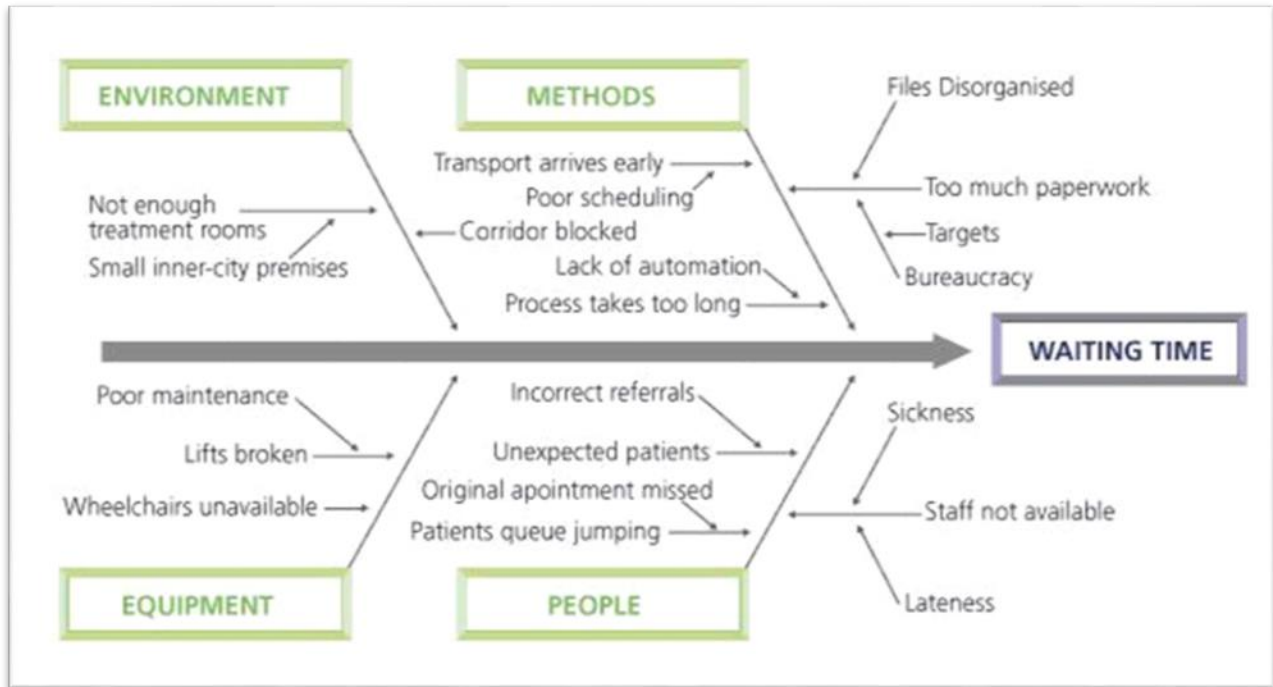 ENVIRONMENT
METHODS
Files Disorganised
Transport arrives early
Poor scheduling
Too much paperwork
Not enough
treatment rooms
Small inner-city premises
Corridor blocked
Targets
Lack of automation
Bureaucracy
Process takes too long
WAITING TIME
Poor maintenance
Incorrect referrals
Sickness
Lifts broken
Unexpected patients
Original apointment missed
Wheelchairs unavailable
Staff not available
Patients queue jumping
EQUIPMENT
PEOPLE
Lateness